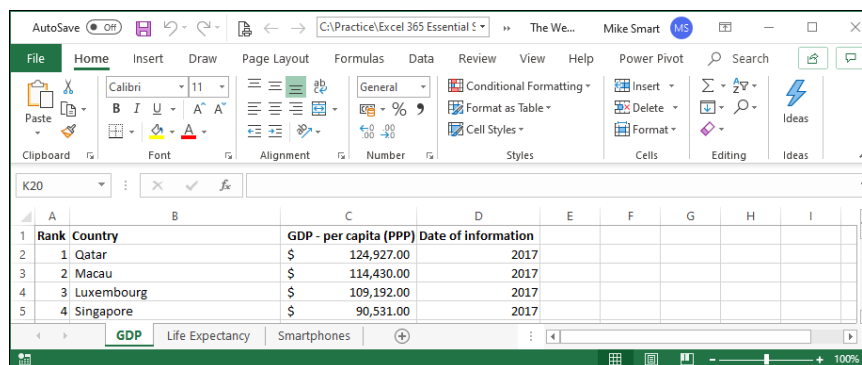 AutoSave Off C:\Practice\Excel 365 Essential S The We... Mike Smart MS
File Home Insert Draw Page Layout Formulas Data Review View Help Power Pivot Search
Paste Calibri 11 General Conditional Formatting Insert Ideas
B I U A A % Format as Table Delete
A Cell Styles Format
Clipboard Font Alignment Number Styles Cells Editing Ideas
K20 fx
A B C D E F G H I
1 Rank Country GDP - per capita (PPP) Date of information
2 1 Qatar $ 124,927.00 2017
3 2 Macau $ 114,430.00 2017
4 3 Luxembourg $ 109,192.00 2017
5 4 Singapore $ 90,531.00 2017
GDP Life Expectancy Smartphones
100%